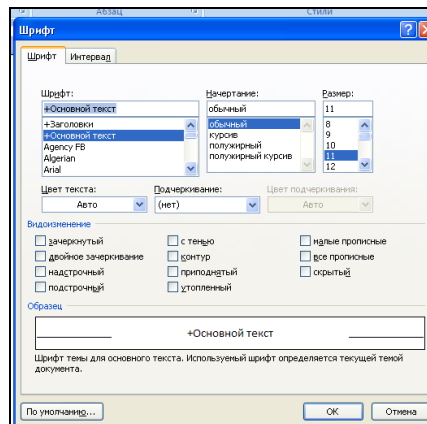 Абзац Стили
Шрифт
Шрифт Интервал
Шрифт: Начертание: Размер:
+Основной текст обычный 11
+Заголовки обычный 8
+Основной текст курсив 9
Agency FB полужирный 10
Algerian полужирный курсив 11
Arial 12
Цвет текста: Подчеркивание: Цвет подчеркивания:
Авто (нет) Авто
Видоизменение
зачеркнутый с тенью малые прописные
двойное зачеркивание контур все прописные
надстрочный приподнятый скрытый
подстрочный утопленный
Образец
+Основной текст
Шрифт темы для основного текста. Используемый шрифт определяется текущей темой
документа.
По умолчанию... ОК Отмена